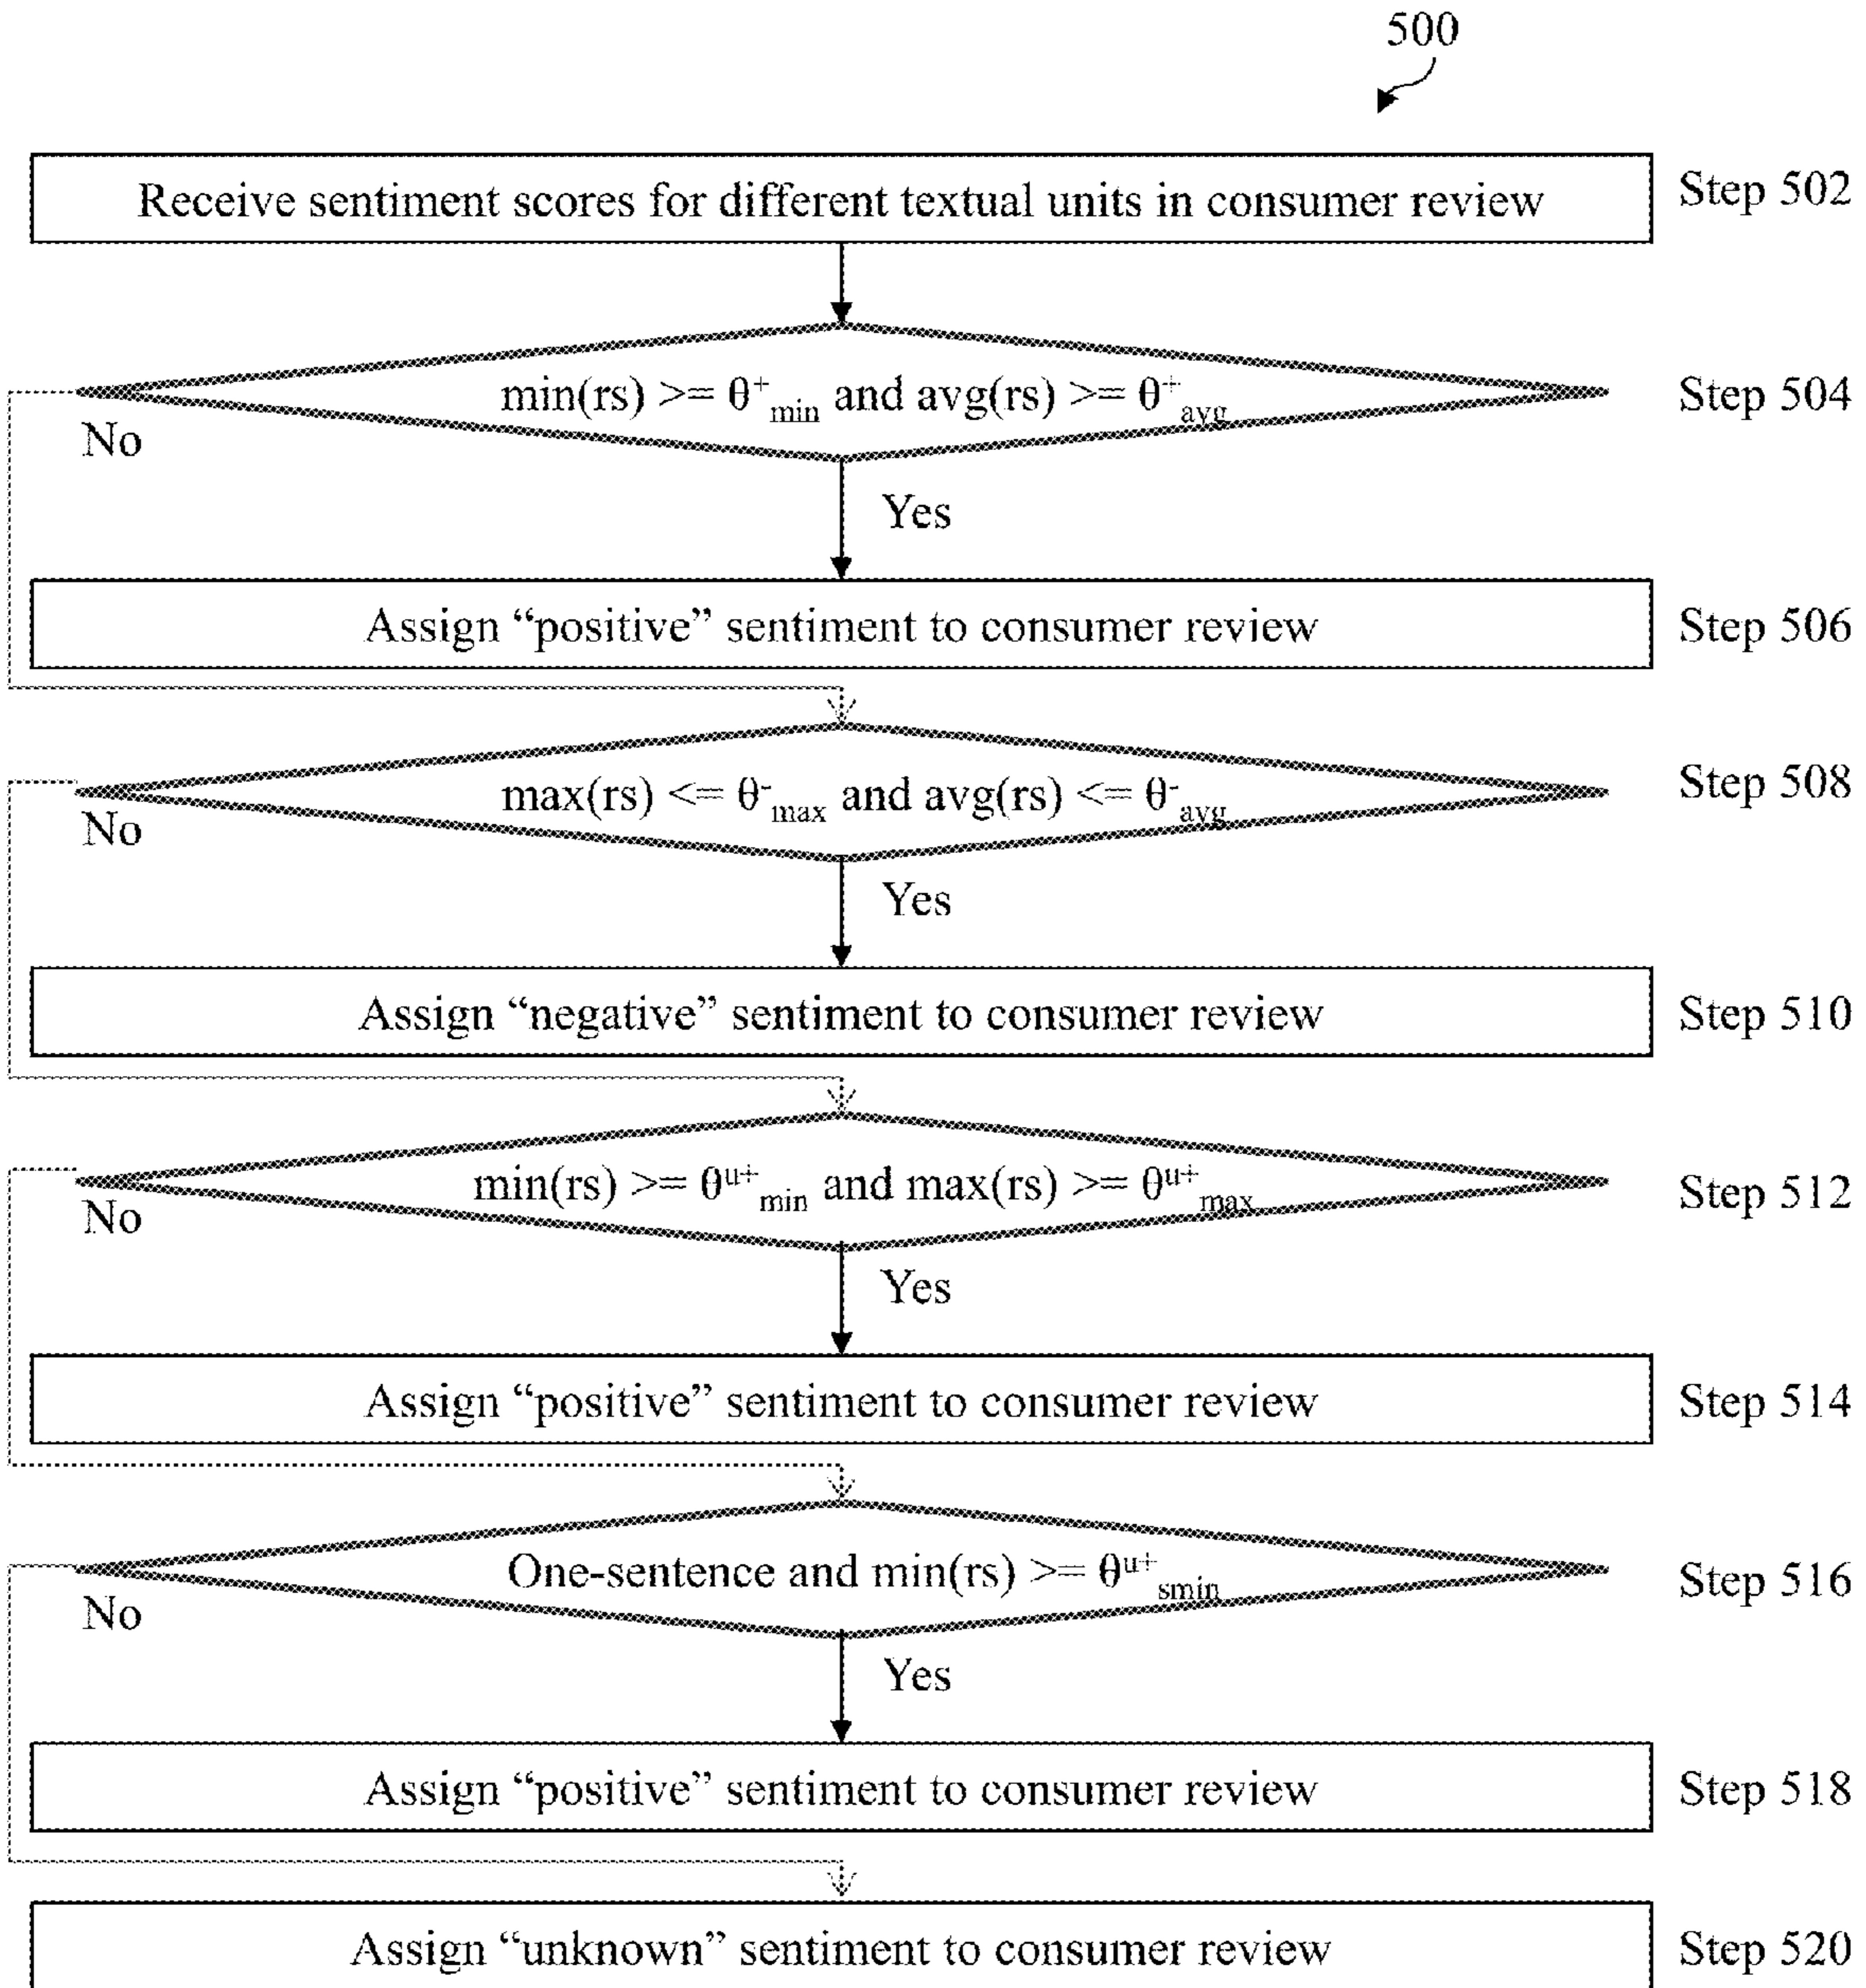 500
Receive sentiment scores for different textual units in consumer review
Step 502
min(rs) >= θ⁺min and avg(rs) >= θ⁺avg
Step 504
No
Yes
Assign “positive” sentiment to consumer review
Step 506
max(rs) <= θ⁻max and avg(rs) <= θ⁻avg
Step 508
No
Yes
Assign “negative” sentiment to consumer review
Step 510
min(rs) >= θᵘ⁺min and max(rs) >= θᵘ⁺max
Step 512
No
Yes
Assign “positive” sentiment to consumer review
Step 514
One-sentence and min(rs) >= θᵘ⁺smin
Step 516
No
Yes
Assign “positive” sentiment to consumer review
Step 518
Assign “unknown” sentiment to consumer review
Step 520